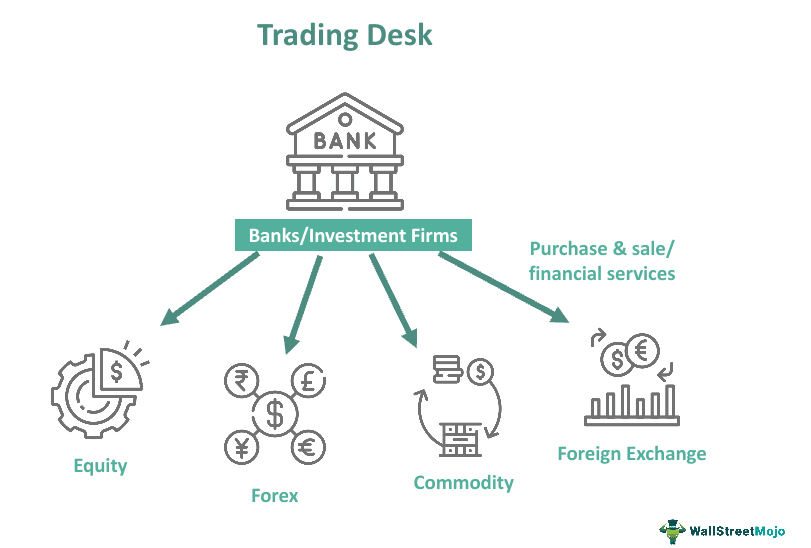 Trading Desk
BANK
Banks/Investment Firms
Purchase & sale/
financial services
$
$ €
₹ £
$
$
¥ €
Equity
Forex
Commodity
Foreign Exchange
WallStreetMojo